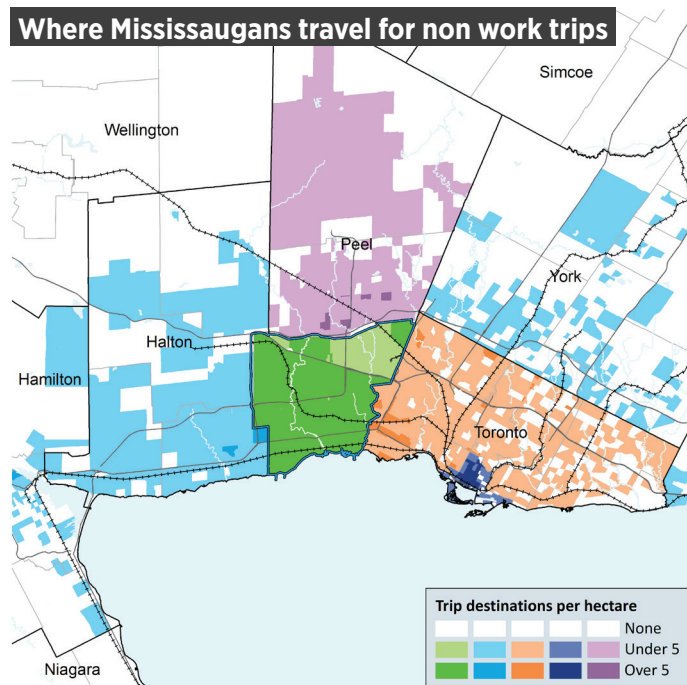 Where Mississaugans travel for non work trips
Simcoe
Wellington
Peel
York
Halton
Hamilton
Toronto
Niagara
Trip destinations per hectare
None
Under 5
Over 5